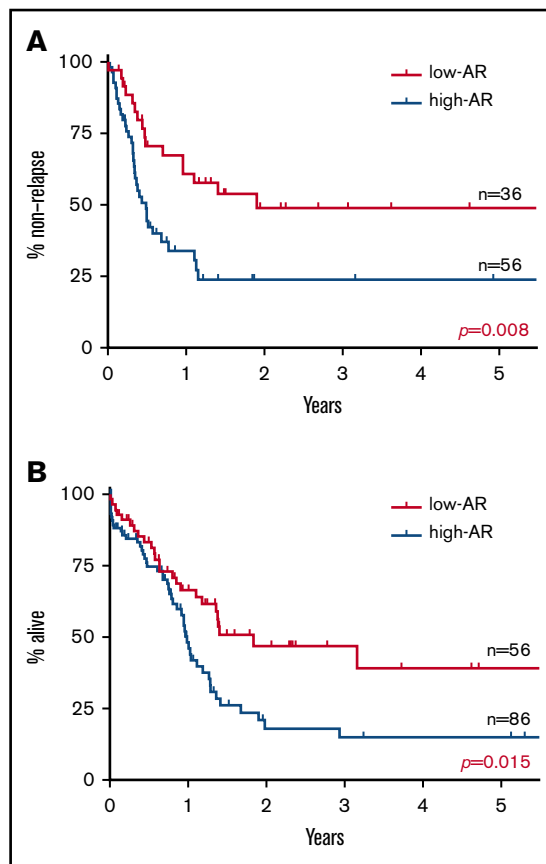 A
100
75
50
25
0
% non-relapse
low-AR
high-AR
n=36
n=56
p=0.008
0 1 2 3 4 5
Years
B
100
75
50
25
0
% alive
low-AR
high-AR
n=56
n=86
p=0.015
0 1 2 3 4 5
Years